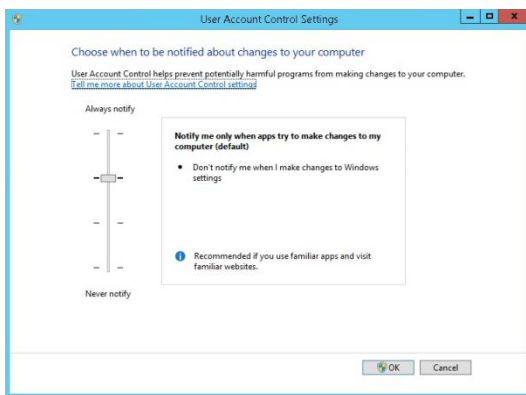 User Account Control Settings
Choose when to be notified about changes to your computer
User Account Control helps prevent potentially harmful programs from making changes to your computer.
Tell me more about User Account Control settings
Always notify
Notify me only when apps try to make changes to my
computer (default)
• Don't notify me when I make changes to Windows
settings
Recommended if you use familiar apps and visit
familiar websites.
Never notify
OK
Cancel